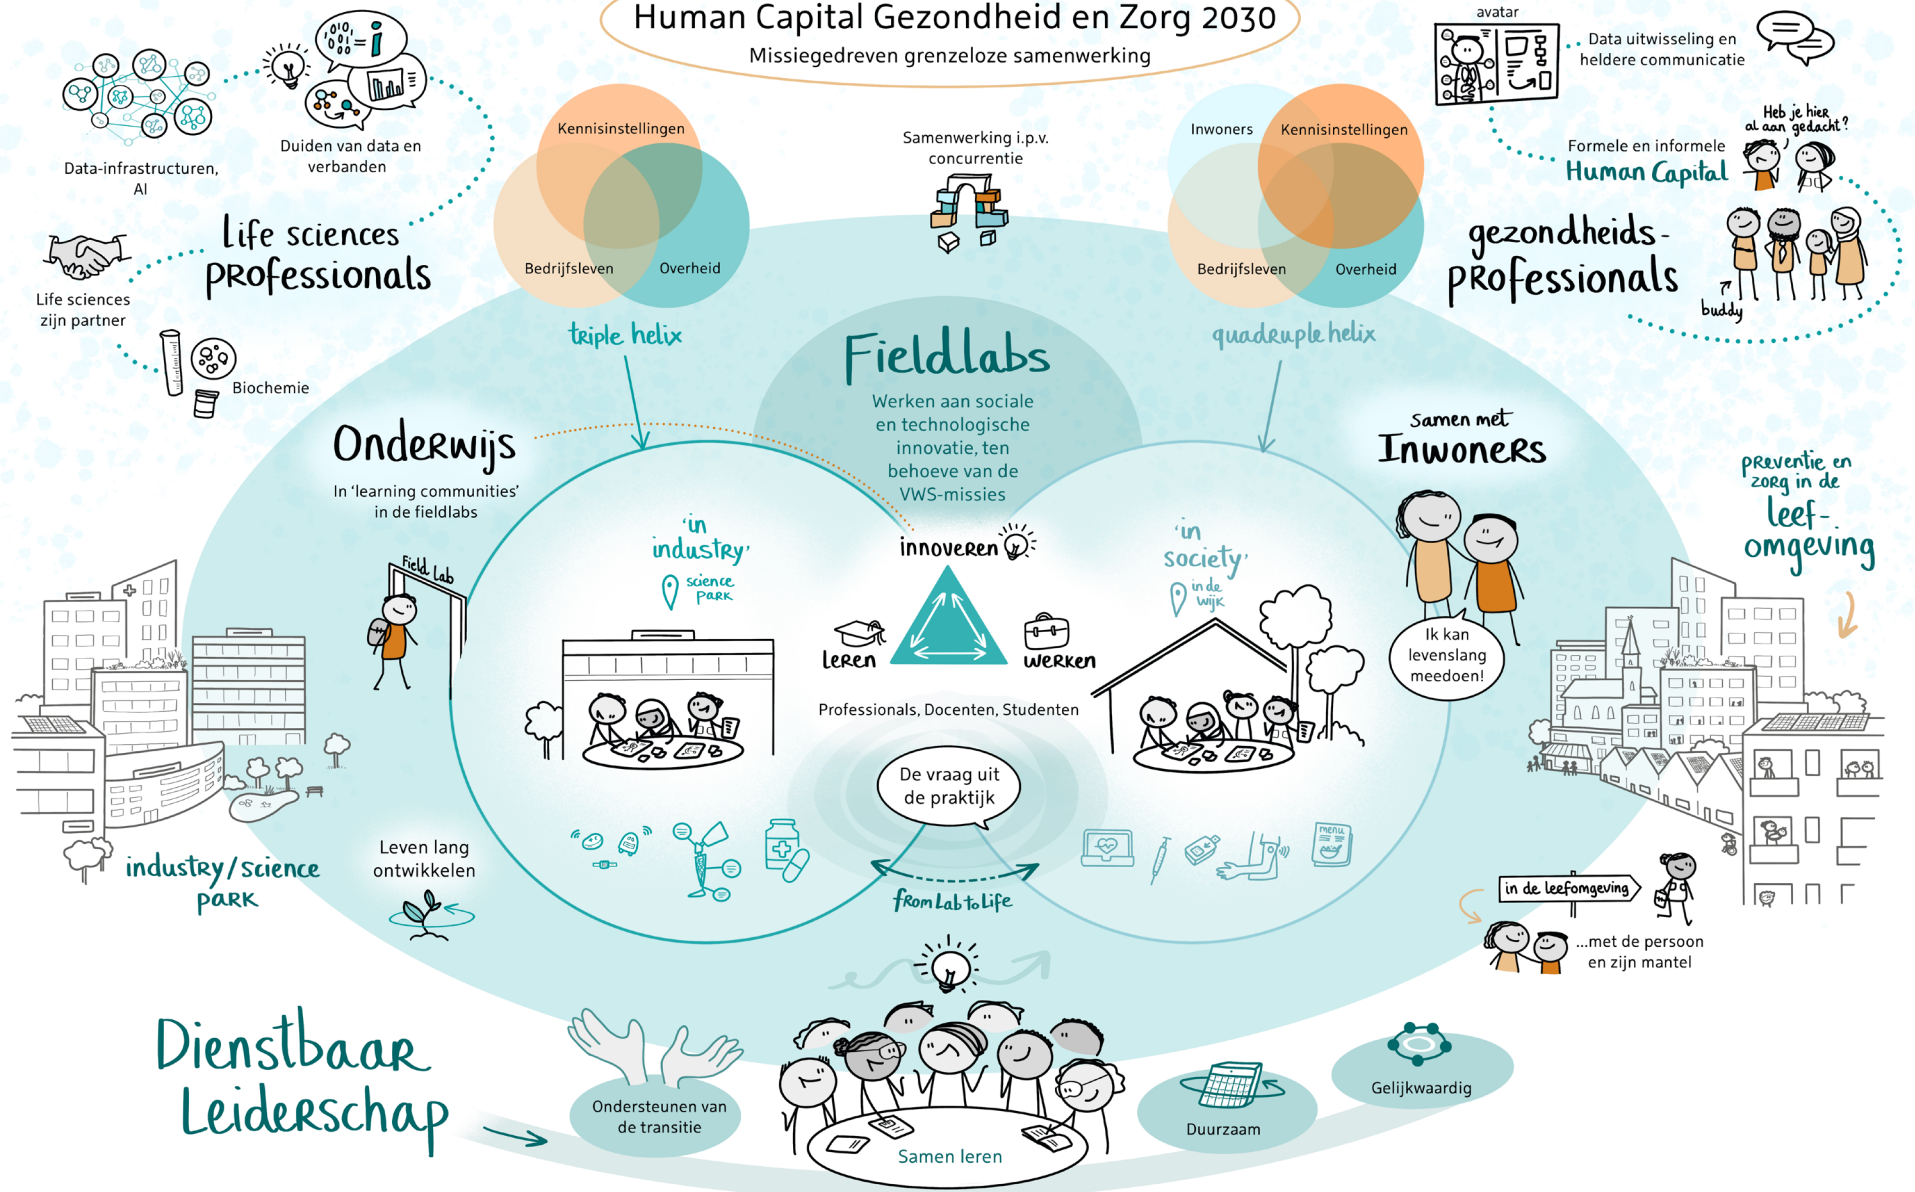 Human Capital Gezondheid en Zorg 2030
Missiegedreven grenzeloze samenwerking
Data-infrastructuren,
AI
Duiden van data en
verbanden
Life sciences
professionals
Life sciences
zijn partner
Biochemie
Kennisinstellingen
Bedrijfsleven
Overheid
triple helix
Samenwerking i.p.v.
concurrentie
Inwoners
Kennisinstellingen
Bedrijfsleven
Overheid
quadruple helix
avatar
Data uitwisseling en
heldere communicatie
Heb je hier
al aan gedacht?
Formele en informele
Human Capital
gezondheids-
professionals
buddy
Fieldlabs
Werken aan sociale
en technologische
innovatie, ten
behoeve van de
VWS-missies
Onderwijs
In 'learning communities'
in de fieldlabs
Field Lab
Samen met
Inwoners
Ik kan
levenslang
meedoen!
preventie en
zorg in de
leef-
omgeving
'in
industry'
science
park
innoveren
leren
werken
Professionals, Docenten, Studenten
'in
society'
in de
wijk
De vraag uit
de praktijk
menu
from Lab to Life
industry/science
park
Leven lang
ontwikkelen
in de leefomgeving
...met de persoon
en zijn mantel
Dienstbaar
Leiderschap
Ondersteunen van
de transitie
Samen leren
Duurzaam
Gelijkwaardig